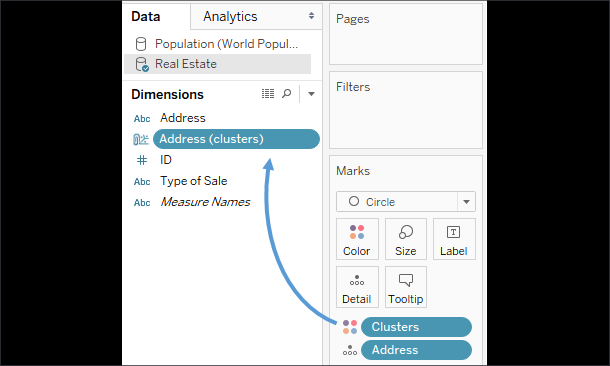 Data
Analytics
Population (World Popul...
Real Estate
Dimensions
Abc Address
Address (clusters)
# ID
Abc Type of Sale
Abc Measure Names
Pages
Filters
Marks
Circle
Color
Size
T
Label
Detail
Tooltip
Clusters
Address